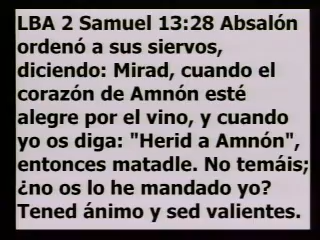 LBA 2 Samuel 13:28 Absalón
ordenó a sus siervos,
diciendo: Mirad, cuando el
corazón de Amnón esté
alegre por el vino, y cuando
yo os diga: "Herid a Amnón",
entonces matadle. No temáis;
¿no os lo he mandado yo?
Tened ánimo y sed valientes.